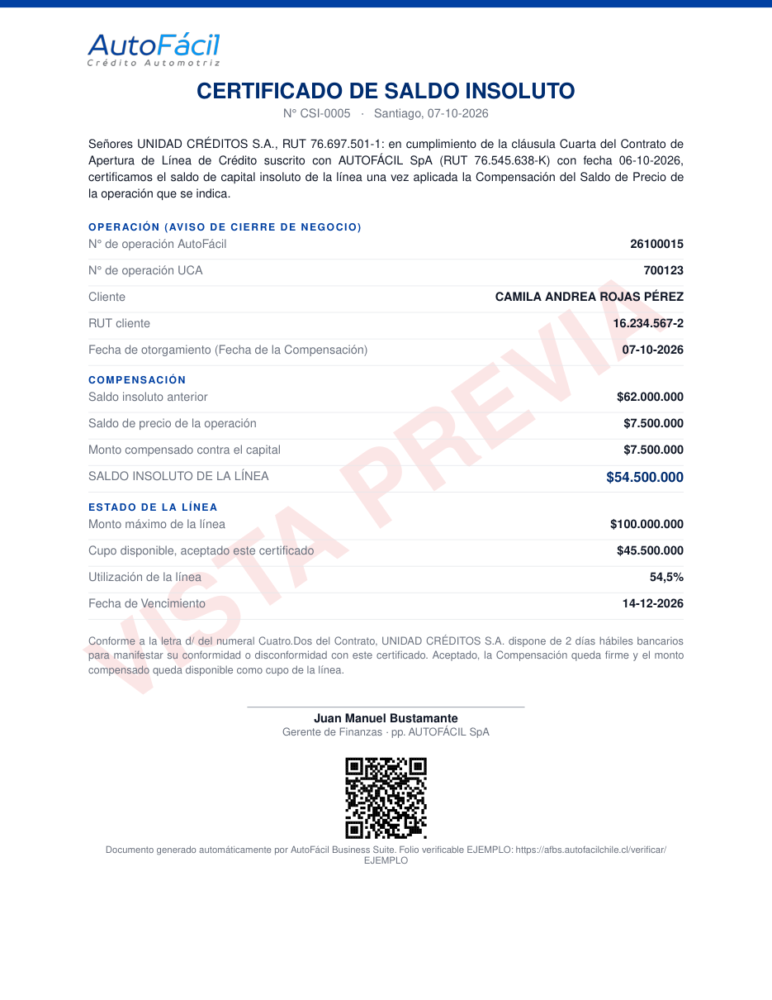 AutoFácil
Crédito Automotriz
CERTIFICADO DE SALDO INSOLUTO
N° CSI-0005 · Santiago, 07-10-2026
Señores UNIDAD CRÉDITOS S.A., RUT 76.697.501-1: en cumplimiento de la cláusula Cuarta del Contrato de
Apertura de Línea de Crédito suscrito con AUTOFÁCIL SpA (RUT 76.545.638-K) con fecha 06-10-2026,
certificamos el saldo de capital insoluto de la línea una vez aplicada la Compensación del Saldo de Precio de
la operación que se indica.
OPERACIÓN (AVISO DE CIERRE DE NEGOCIO)
N° de operación AutoFácil 26100015
N° de operación UCA 700123
Cliente CAMILA ANDREA ROJAS PÉREZ
RUT cliente 16.234.567-2
Fecha de otorgamiento (Fecha de la Compensación) 07-10-2026
COMPENSACIÓN
Saldo insoluto anterior $62.000.000
Saldo de precio de la operación $7.500.000
Monto compensado contra el capital $7.500.000
SALDO INSOLUTO DE LA LÍNEA $54.500.000
ESTADO DE LA LÍNEA
Monto máximo de la línea $100.000.000
Cupo disponible, aceptado este certificado $45.500.000
Utilización de la línea 54,5%
Fecha de Vencimiento 14-12-2026
VISTA PREVIA
Conforme a la letra d/ del numeral Cuatro.Dos del Contrato, UNIDAD CRÉDITOS S.A. dispone de 2 días hábiles bancarios
para manifestar su conformidad o disconformidad con este certificado. Aceptado, la Compensación queda firme y el monto
compensado queda disponible como cupo de la línea.
Juan Manuel Bustamante
Gerente de Finanzas · pp. AUTOFÁCIL SpA
Documento generado automáticamente por AutoFácil Business Suite. Folio verificable EJEMPLO: https://afbs.autofacilchile.cl/verificar/
EJEMPLO